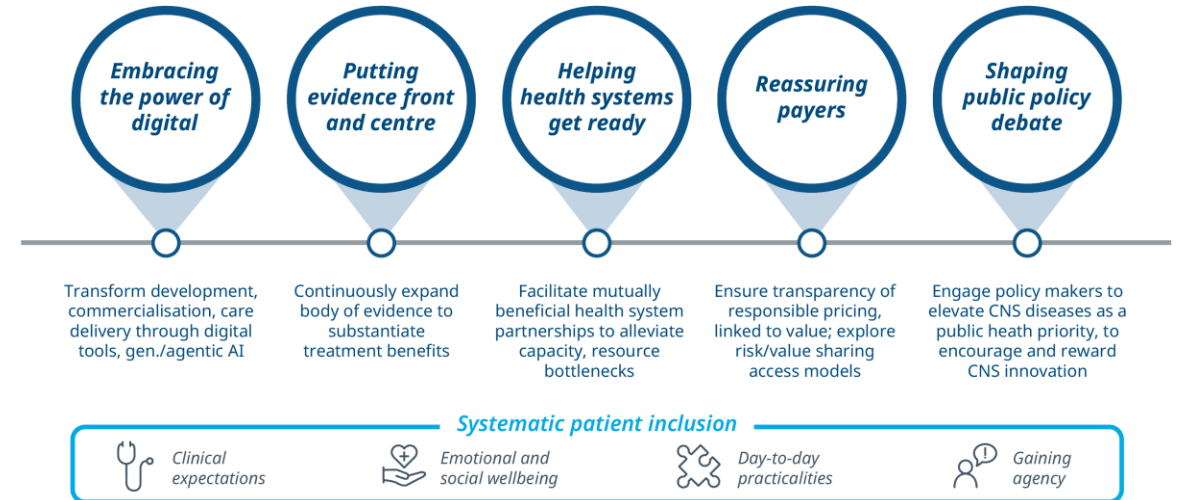 Embracing
the power of
digital
Putting
evidence front
and centre
Helping
health systems
get ready
Reassuring
payers
Shaping
public policy
debate
Transform development,
commercialisation, care
delivery through digital
tools, gen./agentic AI
Continuously expand
body of evidence to
substantiate
treatment benefits
Facilitate mutually
beneficial health system
partnerships to alleviate
capacity, resource
bottlenecks
Ensure transparency of
responsible pricing,
linked to value; explore
risk/value sharing
access models
Engage policy makers to
elevate CNS diseases as a
public heath priority, to
encourage and reward
CNS innovation
Systematic patient inclusion
Clinical
expectations
Emotional and
social wellbeing
Day-to-day
practicalities
Gaining
agency